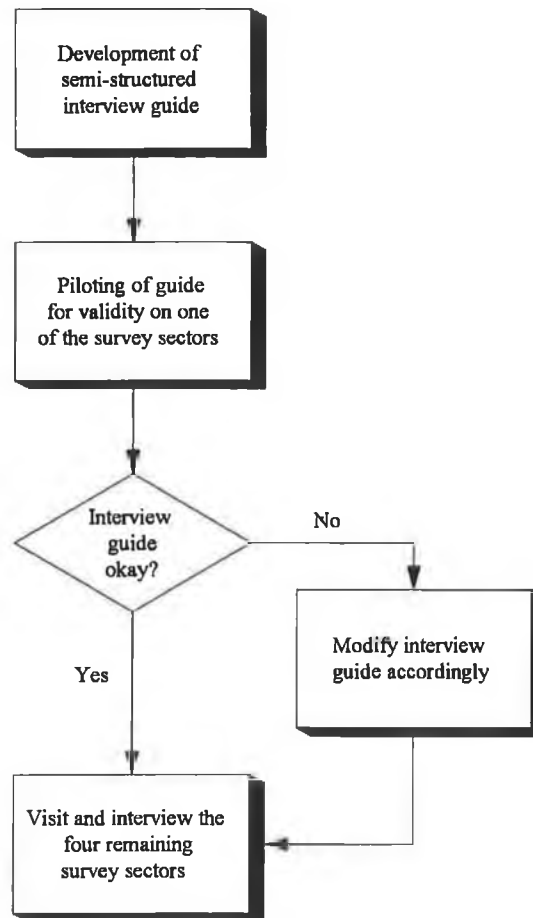 Development of
semi-structured
interview guide
Piloting of guide
for validity on one
of the survey sectors
Interview
guide
okay?
No
Yes
Modify interview
guide accordingly
Visit and interview the
four remaining
survey sectors